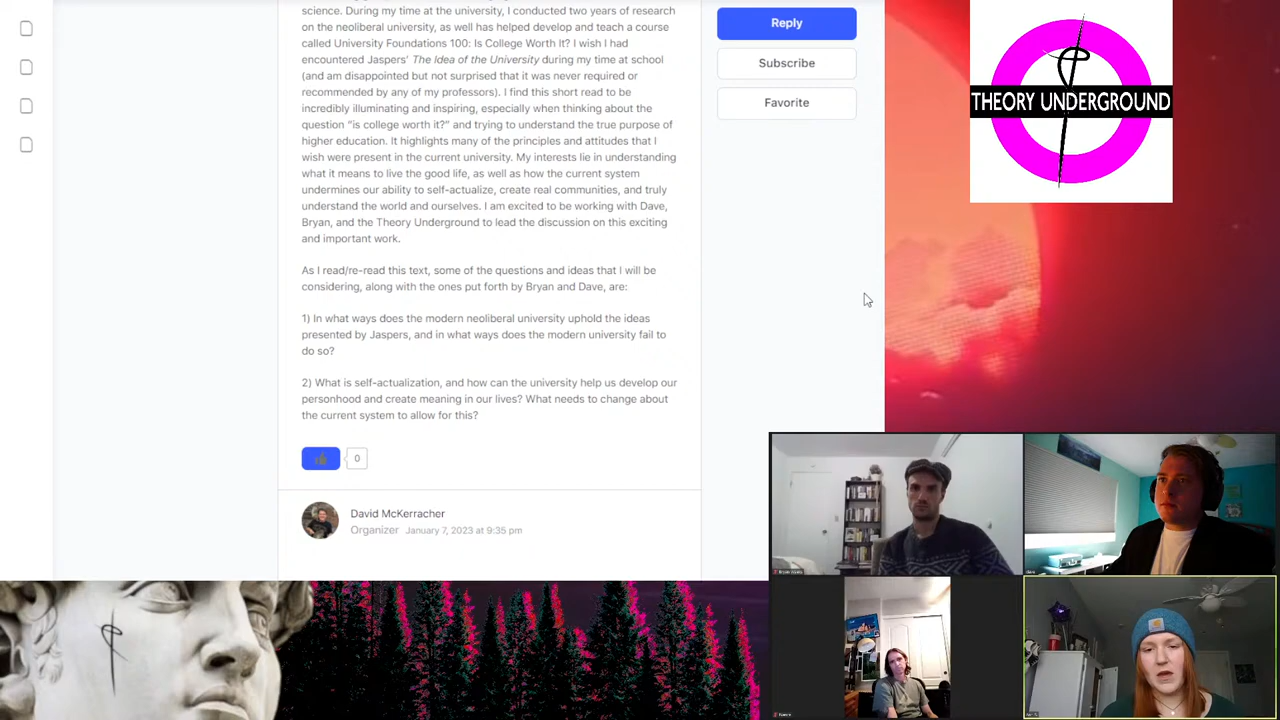 science. During my time at the university, I conducted two years of research
on the neoliberal university, as well has helped develop and teach a course
called University Foundations 100: Is College Worth It? I wish I had
encountered Jaspers' The Idea of the University during my time at school
(and am disappointed but not surprised that it was never required or
recommended by any of my professors). I find this short read to be
incredibly illuminating and inspiring, especially when thinking about the
question "is college worth it?" and trying to understand the true purpose of
higher education. It highlights many of the principles and attitudes that I
wish were present in the current university. My interests lie in understanding
what it means to live the good life, as well as how the current system
undermines our ability to self-actualize, create real communities, and truly
understand the world and ourselves. I am excited to be working with Dave,
Bryan, and the Theory Underground to lead the discussion on this exciting
and important work.
As I read/re-read this text, some of the questions and ideas that I will be
considering, along with the ones put forth by Bryan and Dave, are:
1) In what ways does the modern neoliberal university uphold the ideas
presented by Jaspers, and in what ways does the modern university fail to
do so?
2) What is self-actualization, and how can the university help us develop our
personhood and create meaning in our lives? What needs to change about
the current system to allow for this?
0
David McKerracher
Organizer January 7, 2023 at 9:35 pm
Reply
Subscribe
Favorite
THEORY UNDERGROUND